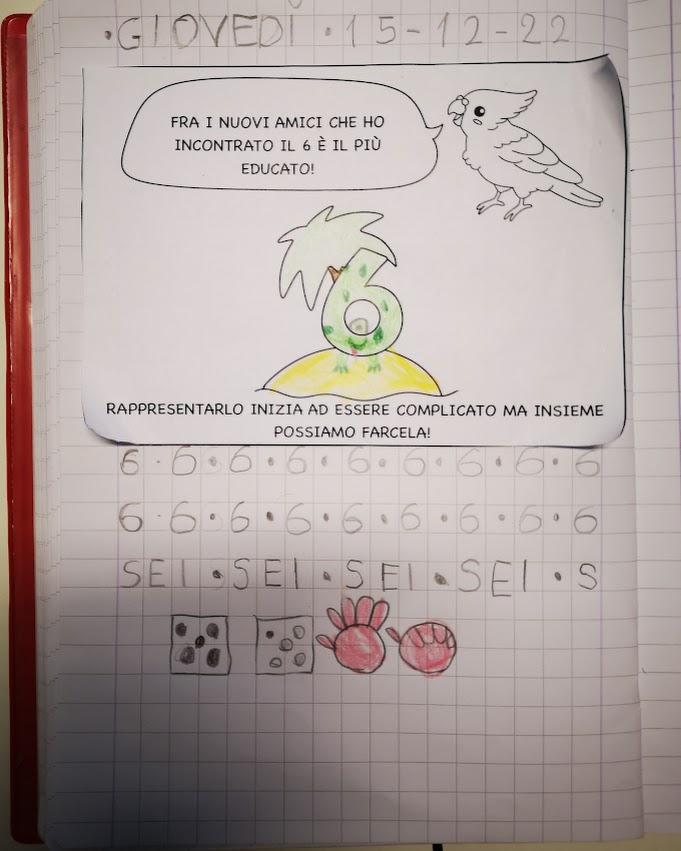 ·GIOVEDÌ·15-12-22
FRA I NUOVI AMICI CHE HO
INCONTRATO IL 6 È IL PIÙ
EDUCATO!
6
RAPPRESENTARLO INIZIA AD ESSERE COMPLICATO MA INSIEME
POSSIAMO FARCELA!
6·6·6·6·6·6·6·6·6
6·6·6·6·6·6·6·6·6
SEI·SEI·SEI·SEI·S